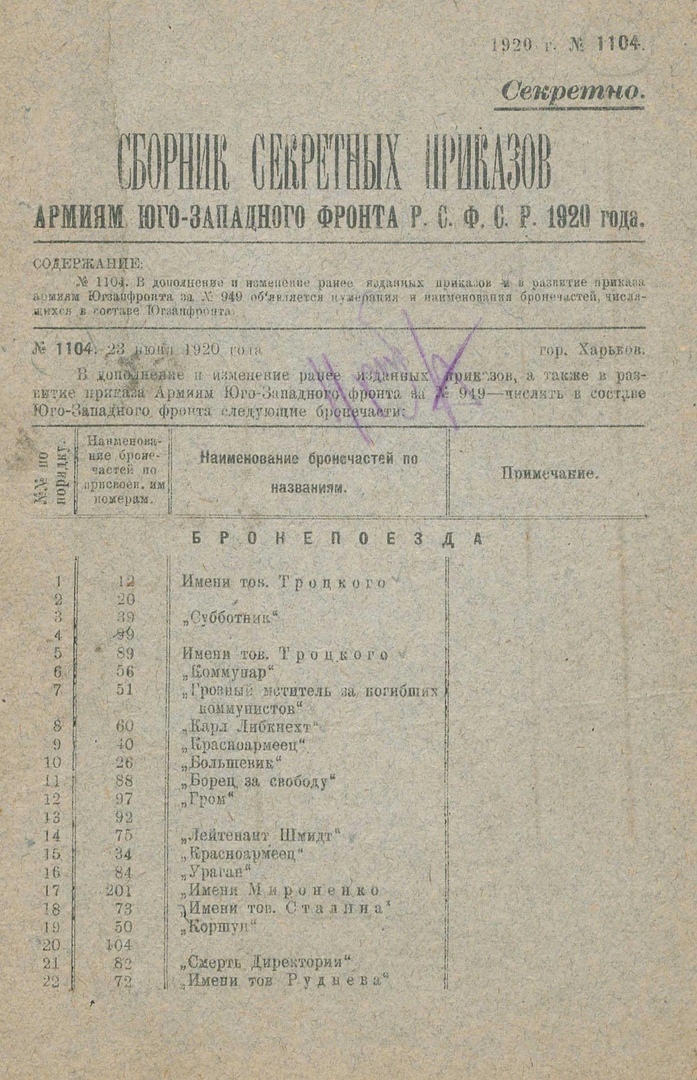 1920 г. № 1104.
Секретно.
СБОРНИК СЕКРЕТНЫХ ПРИКАЗОВ
АРМИЯМ ЮГО-ЗАПАДНОГО ФРОНТА Р. С. Ф. С. Р. 1920 года.
СОДЕРЖАНИЕ:
№ 1104. В дополнение и изменение ранее изданных приказов и в развитие приказа
армиям Югзапфронта за № 949 об'является нумерация и наименования бронечастей, числя-
щихся в составе Югзапфронта.
№ 1104. 23 июня 1920 года гор. Харьков.
В дополнение и изменение ранее изданных приказов, а также в раз-
витие приказа Армиям Юго-Западного фронта за № 949—числить в составе
Юго-Западного фронта следующие бронечасти:
№№ по порядку. Наименова- Наименование бронечастей по Примечание.
ние броне- названиям.
частей по
присвоен. им
номерам.
БРОНЕПОЕЗДА
1 12 Имени тов. Троцкого
2 20
3 39 „Субботник“
4 99
5 89 Имени тов. Троцкого
6 56 „Коммунар“
7 51 „Грозный мститель за погибших
коммунистов“
8 60 „Карл Либкнехт“
9 40 „Красноармеец“
10 26 „Большевик“
11 88 „Борец за свободу“
12 97 „Гром“
13 92
14 75 „Лейтенант Шмидт“
15 34 „Красноармеец“
16 84 „Ураган“
17 201 „Имени Мироненко
18 73 „Имени тов. Сталина“
19 50 „Коршун“
20 104
21 82 „Смерть Директории“
22 72 „Имени тов Руднева“